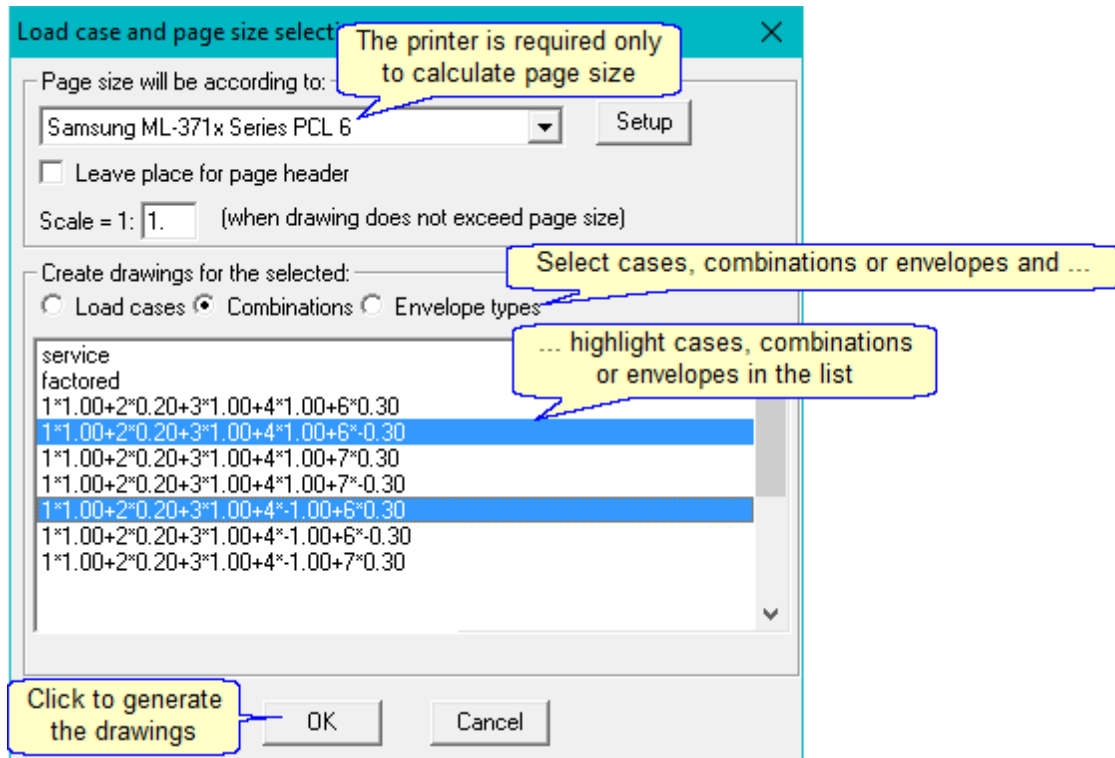 Load case and page size selecti
The printer is required only
to calculate page size
Page size will be according to:
Samsung ML-371x Series PCL 6
Setup
Leave place for page header
Scale = 1: 1. (when drawing does not exceed page size)
Select cases, combinations or envelopes and ...
Create drawings for the selected:
Load cases Combinations Envelope types
... highlight cases, combinations
or envelopes in the list
service
factored
1*1.00+2*0.20+3*1.00+4*1.00+6*0.30
1*1.00+2*0.20+3*1.00+4*1.00+6*-0.30
1*1.00+2*0.20+3*1.00+4*1.00+7*0.30
1*1.00+2*0.20+3*1.00+4*1.00+7*-0.30
1*1.00+2*0.20+3*1.00+4*-1.00+6*0.30
1*1.00+2*0.20+3*1.00+4*-1.00+6*-0.30
1*1.00+2*0.20+3*1.00+4*-1.00+7*0.30
Click to generate
the drawings
OK Cancel